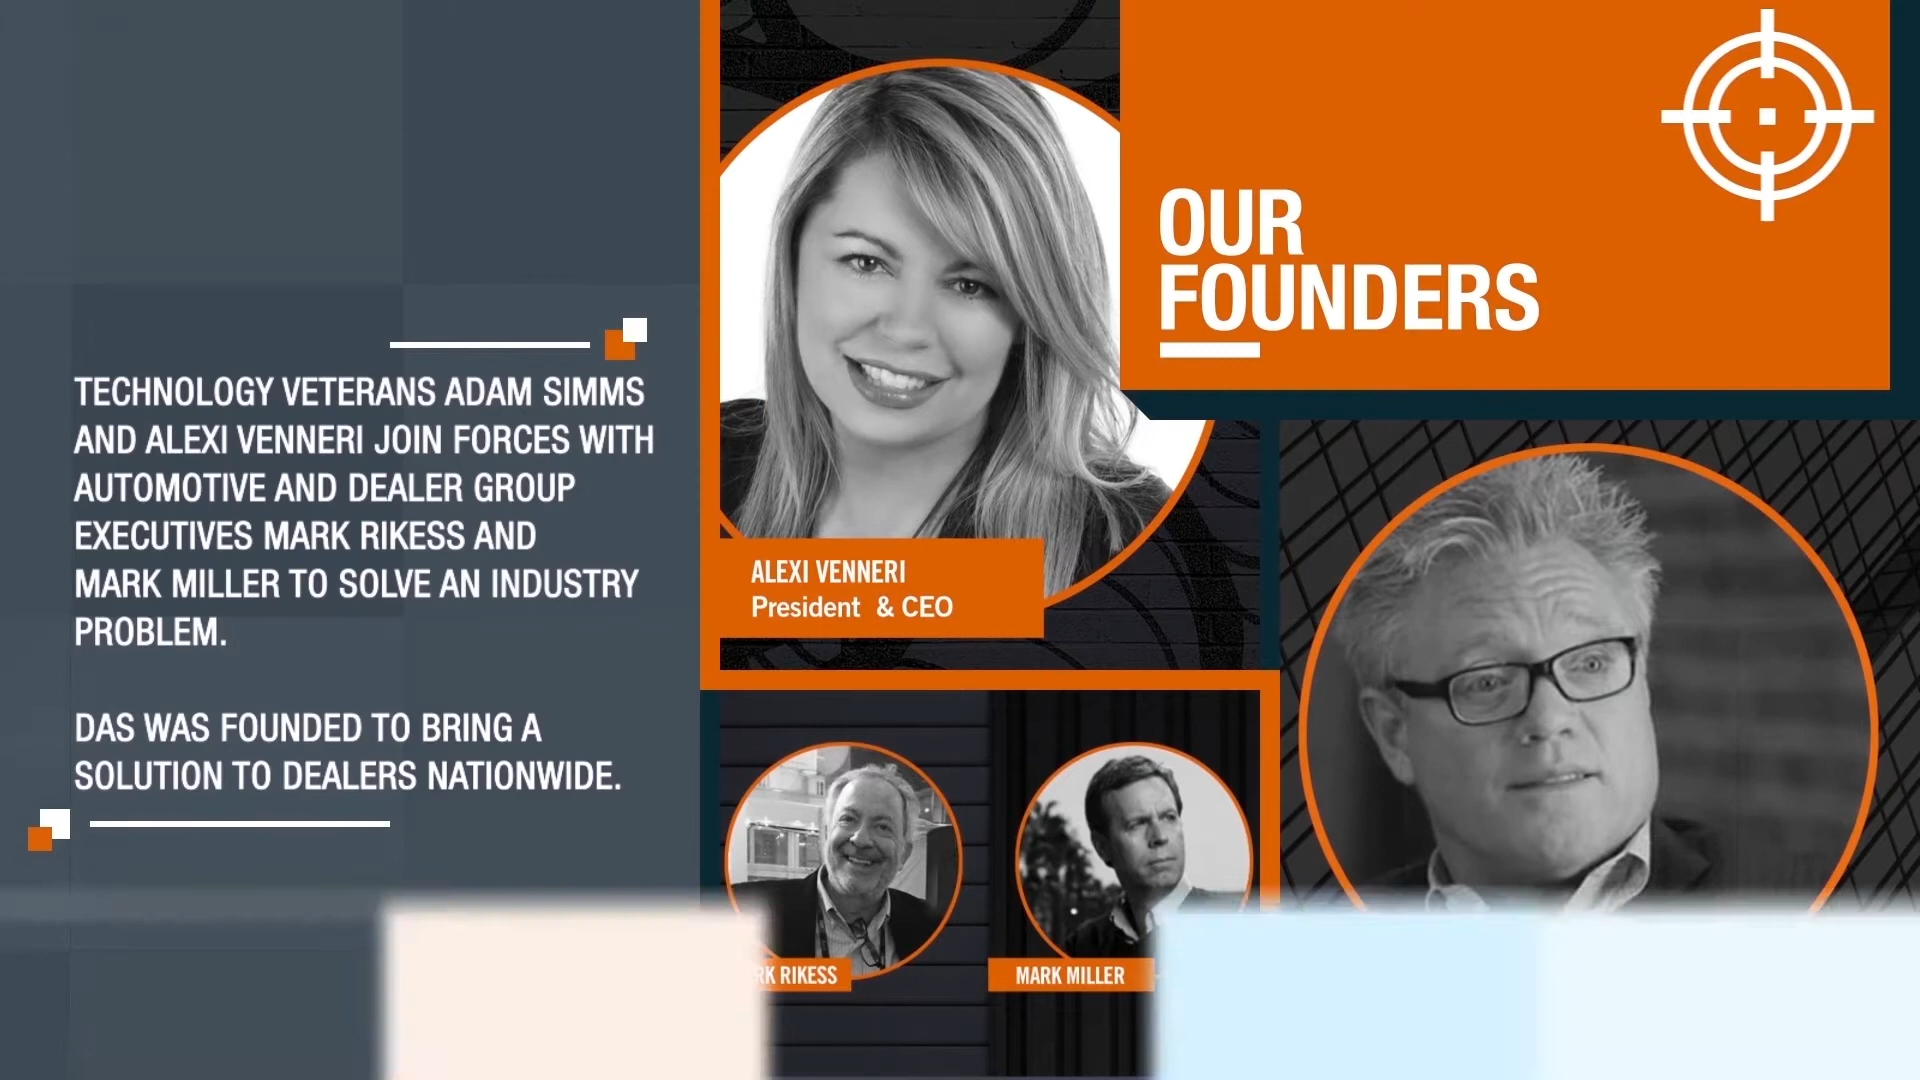 OUR
FOUNDERS
TECHNOLOGY VETERANS ADAM SIMMS
AND ALEXI VENNERI JOIN FORCES WITH
AUTOMOTIVE AND DEALER GROUP
EXECUTIVES MARK RIKESS AND
MARK MILLER TO SOLVE AN INDUSTRY
PROBLEM.
DAS WAS FOUNDED TO BRING A
SOLUTION TO DEALERS NATIONWIDE.
ALEXI VENNERI
President & CEO
RK RIKESS
MARK MILLER